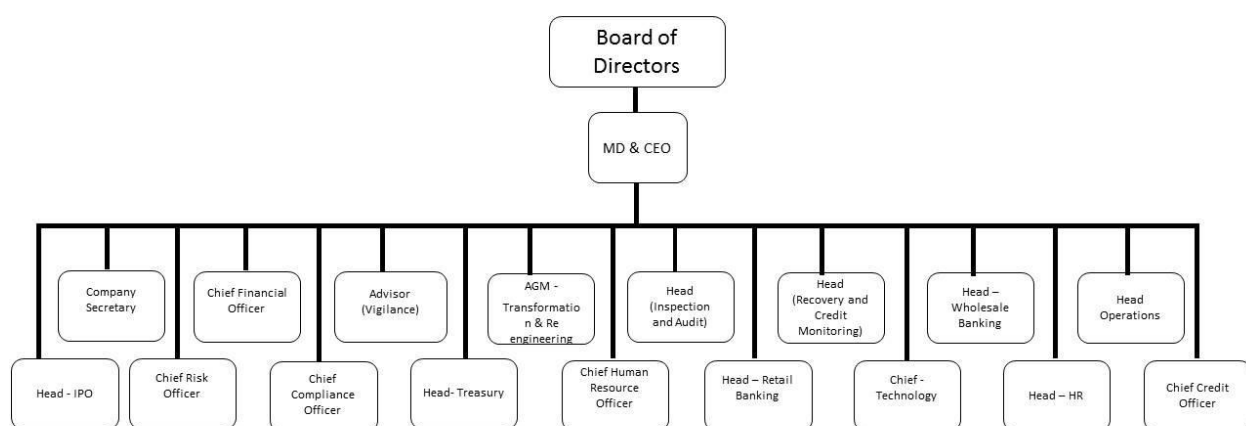 Board of
Directors
MD & CEO
Company
Secretary
Chief Financial
Officer
Advisor
(Vigilance)
AGM -
Transformatio
n & Re
engineering
Head
(Inspection
and Audit)
Head
(Recovery and
Credit
Monitoring)
Head –
Wholesale
Banking
Head
Operations
Head - IPO
Chief Risk
Officer
Chief
Compliance
Officer
Head- Treasury
Chief Human
Resource
Officer
Head – Retail
Banking
Chief -
Technology
Head – HR
Chief Credit
Officer